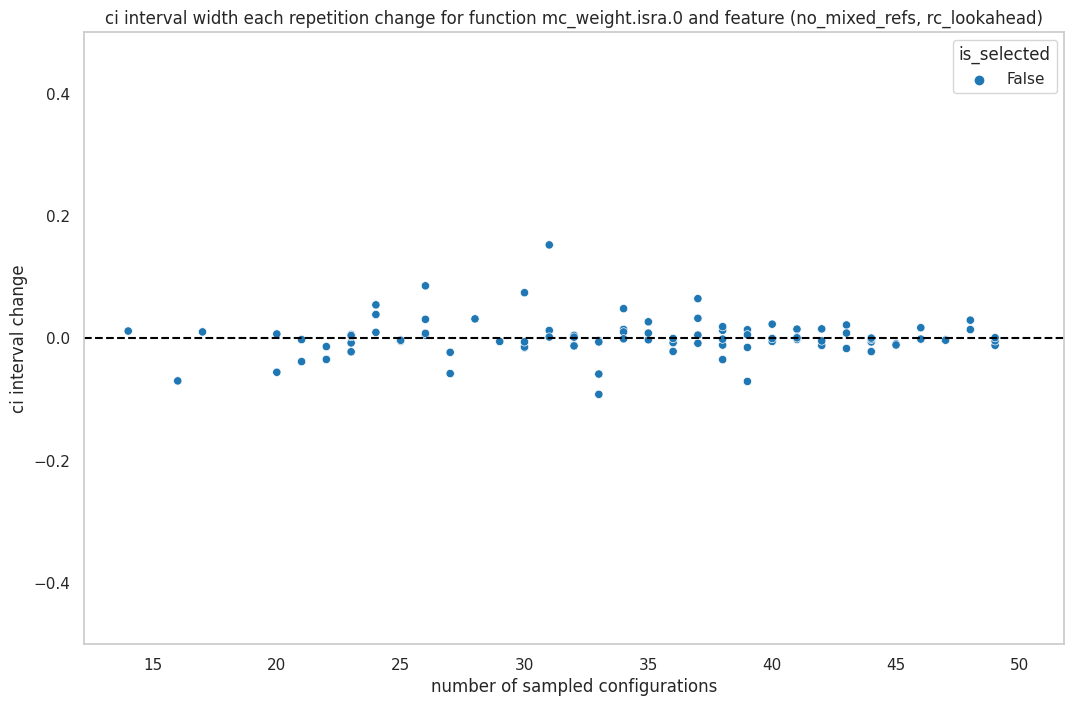 ci interval width each repetition change for function mc_weight.isra.0 and feature (no_mixed_refs, rc_lookahead)
is_selected
False
ci interval change
0.4
0.2
0.0
−0.2
−0.4
15 20 25 30 35 40 45 50
number of sampled configurations